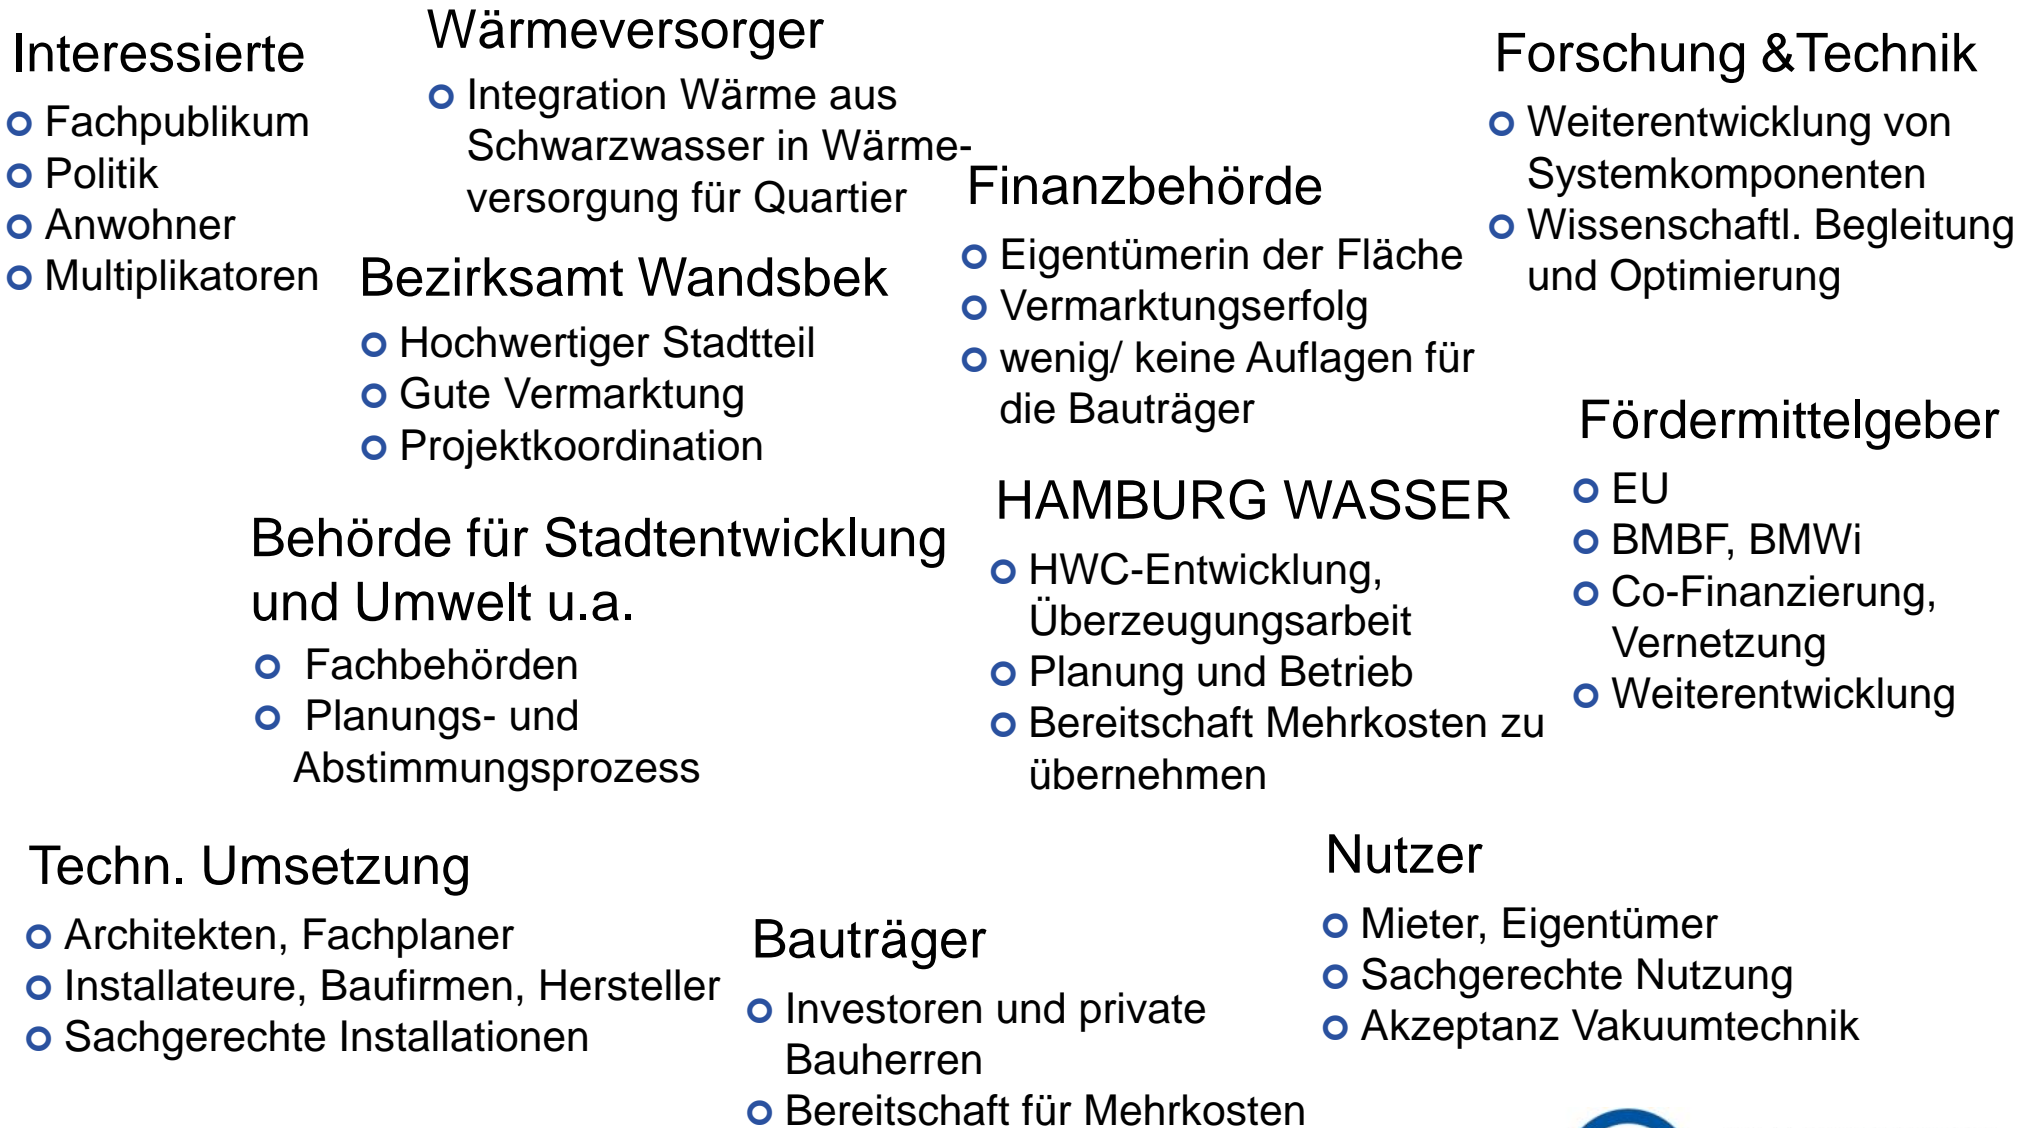 Interessierte
Fachpublikum
Politik
Anwohner
Multiplikatoren
Wärmeversorger
Integration Wärme aus
Schwarzwasser in Wärme-
versorgung für Quartier
Bezirksamt Wandsbek
Hochwertiger Stadtteil
Gute Vermarktung
Projektkoordination
Finanzbehörde
Eigentümerin der Fläche
Vermarktungserfolg
wenig/ keine Auflagen für
die Bauträger
Forschung &Technik
Weiterentwicklung von
Systemkomponenten
Wissenschaftl. Begleitung
und Optimierung
Fördermittelgeber
EU
BMBF, BMWi
Co-Finanzierung,
Vernetzung
Weiterentwicklung
Behörde für Stadtentwicklung
und Umwelt u.a.
Fachbehörden
Planungs- und
Abstimmungsprozess
HAMBURG WASSER
HWC-Entwicklung,
Überzeugungsarbeit
Planung und Betrieb
Bereitschaft Mehrkosten zu
übernehmen
Techn. Umsetzung
Architekten, Fachplaner
Installateure, Baufirmen, Hersteller
Sachgerechte Installationen
Bauträger
Investoren und private
Bauherren
Bereitschaft für Mehrkosten
Nutzer
Mieter, Eigentümer
Sachgerechte Nutzung
Akzeptanz Vakuumtechnik